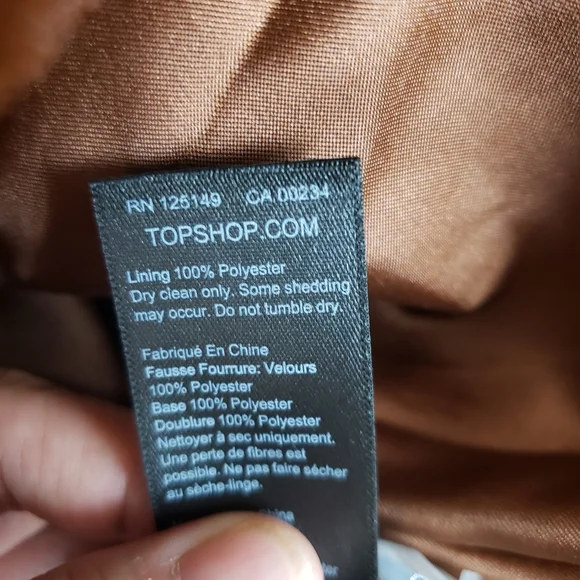 RN 125149 CA 00234
TOPSHOP.COM
Lining 100% Polyester
Dry clean only. Some shedding
may occur. Do not tumble dry.
Fabriqué En Chine
Fausse Fourrure: Velours
100% Polyester
Base 100% Polyester
Doublure 100% Polyester
Nettoyer à sec uniquement.
Une perte de fibres est
possible. Ne pas faire sécher
au sèche-linge.
China